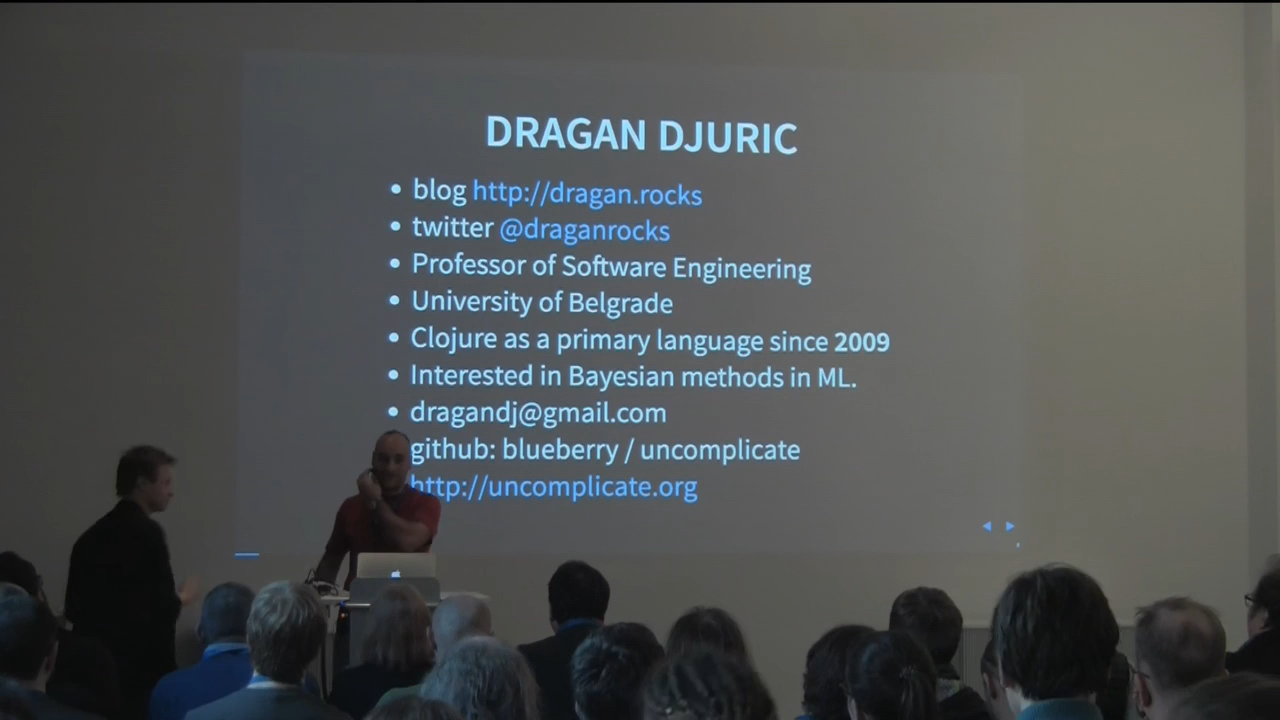 DRAGAN DJURIC
• blog http://dragan.rocks
• twitter @draganrocks
• Professor of Software Engineering
• University of Belgrade
• Clojure as a primary language since 2009
• Interested in Bayesian methods in ML.
• dragandj@gmail.com
github: blueberry / uncomplicate
http://uncomplicate.org